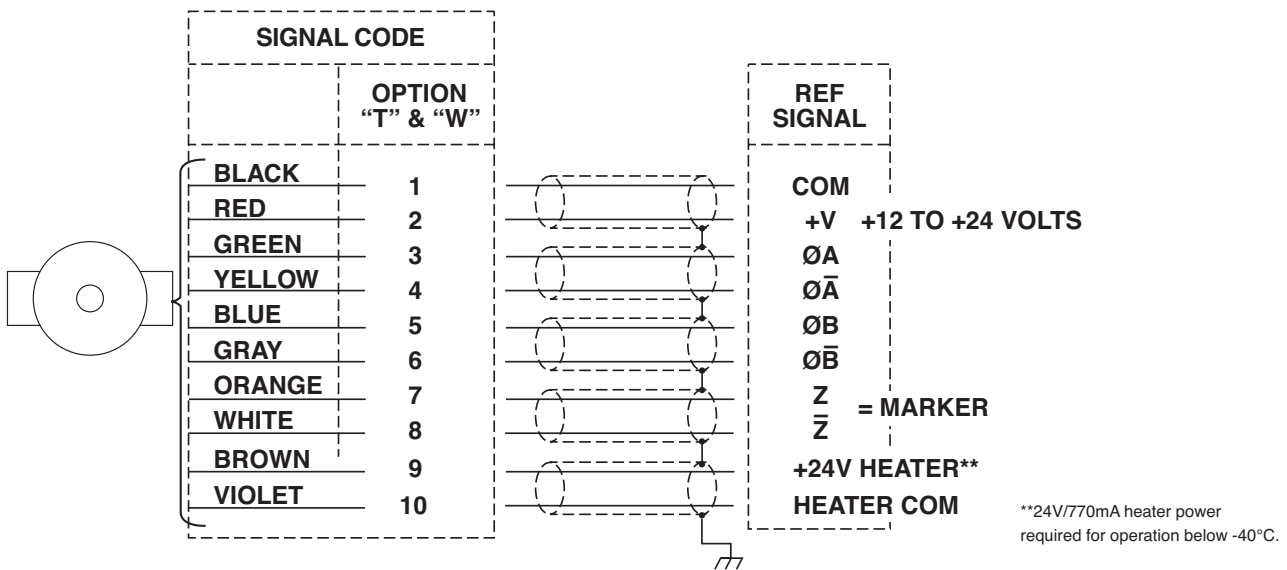 SIGNAL CODE
OPTION
“T” & “W”
REF
SIGNAL
BLACK 1 COM
RED 2 +V +12 TO +24 VOLTS
GREEN 3 ØA
YELLOW 4 ØA̅
BLUE 5 ØB
GRAY 6 ØB̅
ORANGE 7 Z
= MARKER
WHITE 8 Z̅
BROWN 9 +24V HEATER**
VIOLET 10 HEATER COM
**24V/770mA heater power
required for operation below -40°C.